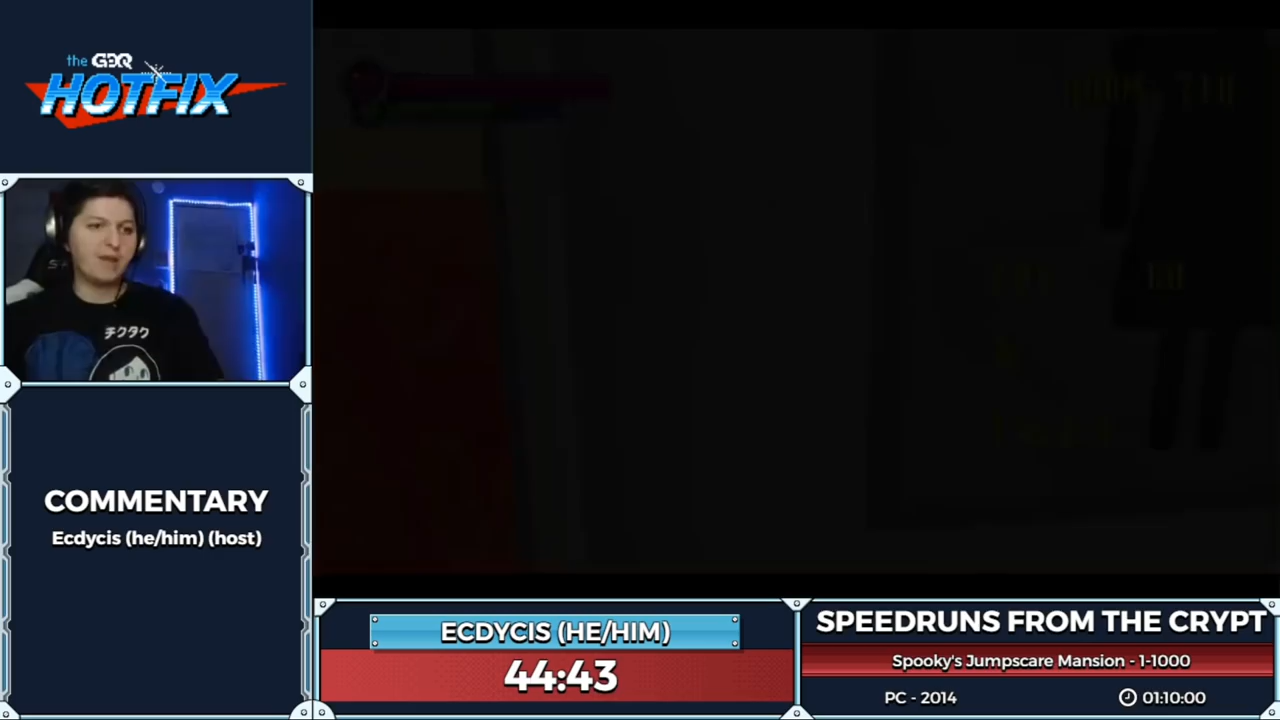 the GDQ
HOTFIX
チクタク
COMMENTARY
Ecdycis (he/him) (host)
ECDYCIS (HE/HIM)
44:43
SPEEDRUNS FROM THE CRYPT
Spooky's Jumpscare Mansion - 1-1000
PC - 2014
01:10:00